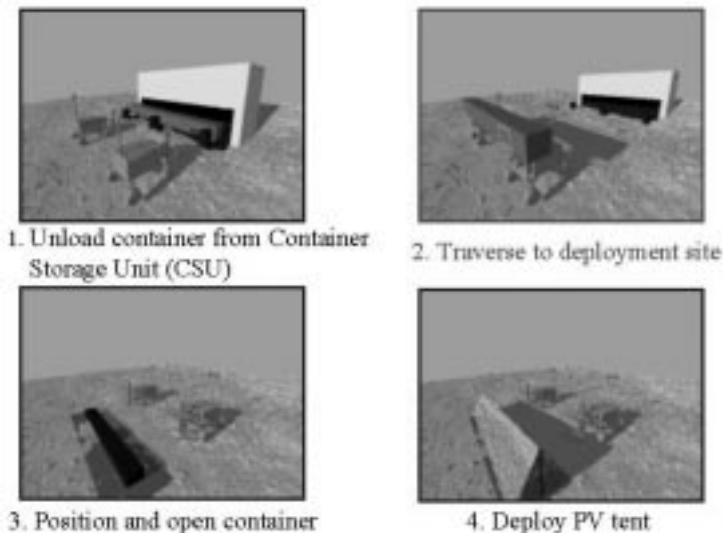 1. Unload container from Container
Storage Unit (CSU)
2. Traverse to deployment site
3. Position and open container
4. Deploy PV tent